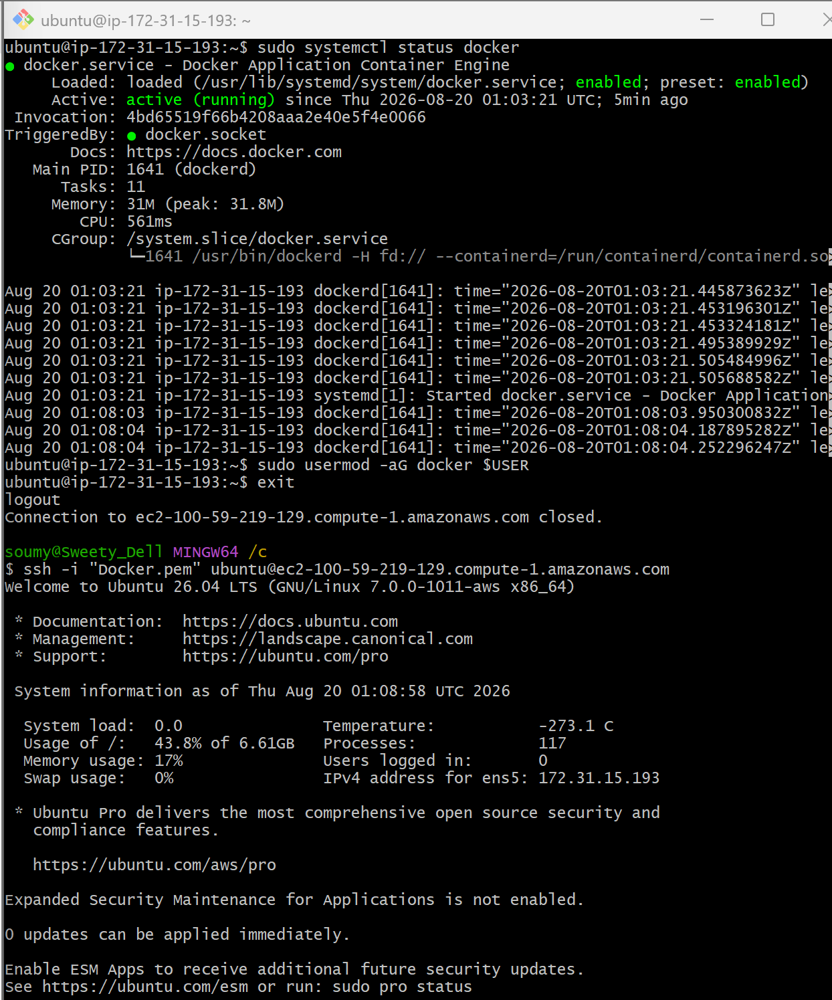 ubuntu@ip-172-31-15-193: ~
ubuntu@ip-172-31-15-193:~$ sudo systemctl status docker
● docker.service - Docker Application Container Engine
     Loaded: loaded (/usr/lib/systemd/system/docker.service; enabled; preset: enabled)
     Active: active (running) since Thu 2026-08-20 01:03:21 UTC; 5min ago
 Invocation: 4bd65519f66b4208aaa2e40e5f4e0066
TriggeredBy: ● docker.socket
       Docs: https://docs.docker.com
   Main PID: 1641 (dockerd)
      Tasks: 11
     Memory: 31M (peak: 31.8M)
        CPU: 561ms
     CGroup: /system.slice/docker.service
             └─1641 /usr/bin/dockerd -H fd:// --containerd=/run/containerd/containerd.so>
Aug 20 01:03:21 ip-172-31-15-193 dockerd[1641]: time="2026-08-20T01:03:21.445873623Z" le>
Aug 20 01:03:21 ip-172-31-15-193 dockerd[1641]: time="2026-08-20T01:03:21.453196301Z" le>
Aug 20 01:03:21 ip-172-31-15-193 dockerd[1641]: time="2026-08-20T01:03:21.453324181Z" le>
Aug 20 01:03:21 ip-172-31-15-193 dockerd[1641]: time="2026-08-20T01:03:21.495389929Z" le>
Aug 20 01:03:21 ip-172-31-15-193 dockerd[1641]: time="2026-08-20T01:03:21.505484996Z" le>
Aug 20 01:03:21 ip-172-31-15-193 dockerd[1641]: time="2026-08-20T01:03:21.505688582Z" le>
Aug 20 01:03:21 ip-172-31-15-193 systemd[1]: Started docker.service - Docker Application>
Aug 20 01:08:03 ip-172-31-15-193 dockerd[1641]: time="2026-08-20T01:08:03.950300832Z" le>
Aug 20 01:08:04 ip-172-31-15-193 dockerd[1641]: time="2026-08-20T01:08:04.187895282Z" le>
Aug 20 01:08:04 ip-172-31-15-193 dockerd[1641]: time="2026-08-20T01:08:04.252296247Z" le>
ubuntu@ip-172-31-15-193:~$ sudo usermod -aG docker $USER
ubuntu@ip-172-31-15-193:~$ exit
logout
Connection to ec2-100-59-219-129.compute-1.amazonaws.com closed.
soumy@Sweety_Dell MINGW64 /c
$ ssh -i "Docker.pem" ubuntu@ec2-100-59-219-129.compute-1.amazonaws.com
Welcome to Ubuntu 26.04 LTS (GNU/Linux 7.0.0-1011-aws x86_64)
 * Documentation:  https://docs.ubuntu.com
 * Management:     https://landscape.canonical.com
 * Support:        https://ubuntu.com/pro
 System information as of Thu Aug 20 01:08:58 UTC 2026
  System load:  0.0               Temperature:           -273.1 C
  Usage of /:   43.8% of 6.61GB   Processes:             117
  Memory usage: 17%               Users logged in:       0
  Swap usage:   0%                IPv4 address for ens5: 172.31.15.193
 * Ubuntu Pro delivers the most comprehensive open source security and
   compliance features.
   https://ubuntu.com/aws/pro
Expanded Security Maintenance for Applications is not enabled.
0 updates can be applied immediately.
Enable ESM Apps to receive additional future security updates.
See https://ubuntu.com/esm or run: sudo pro status